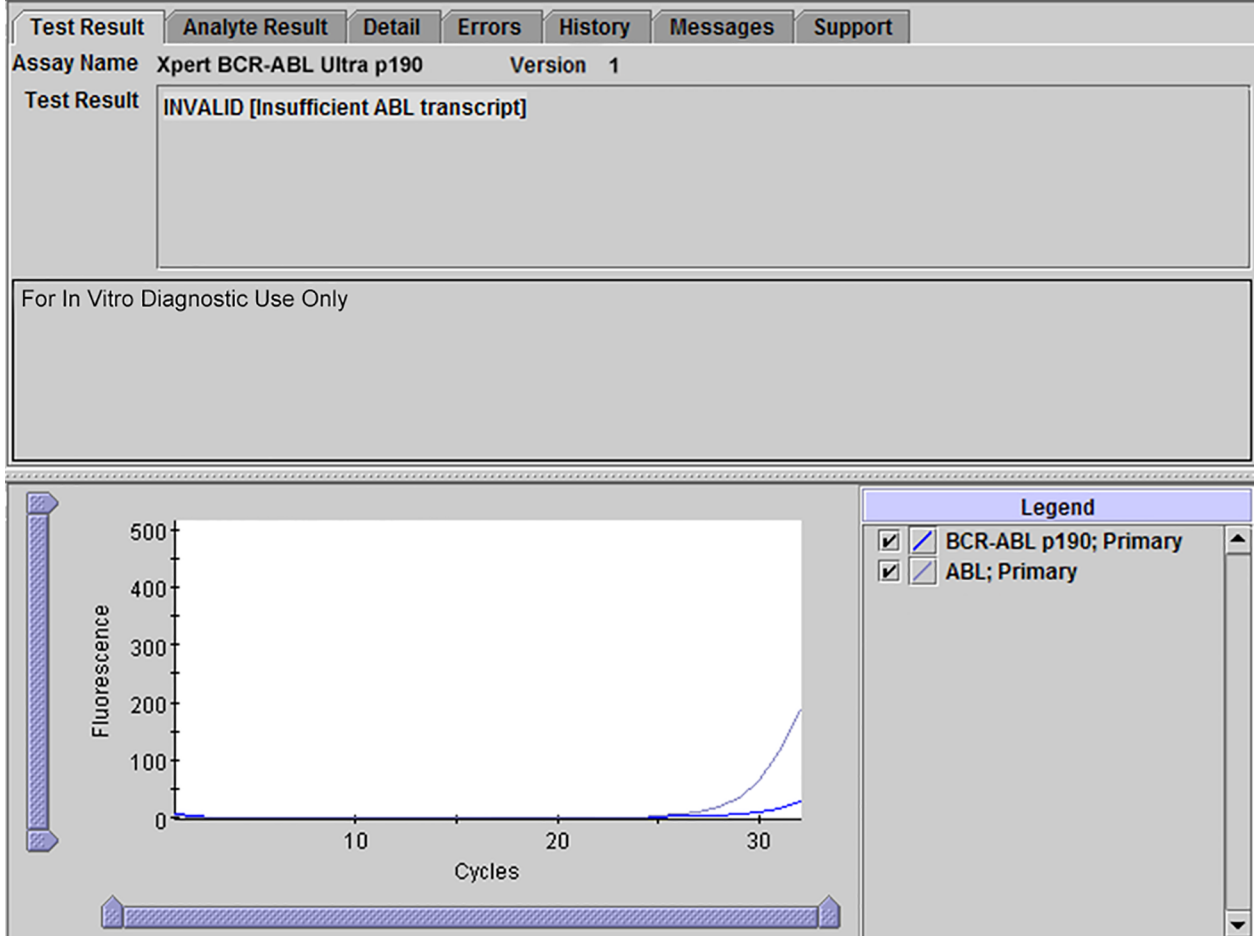 Test Result Analyte Result Detail Errors History Messages Support
Assay Name Xpert BCR-ABL Ultra p190 Version 1
Test Result INVALID [Insufficient ABL transcript]
For In Vitro Diagnostic Use Only
500
400
300
200
100
0
Fluorescence
10 20 30
Cycles
Legend
BCR-ABL p190; Primary
ABL; Primary